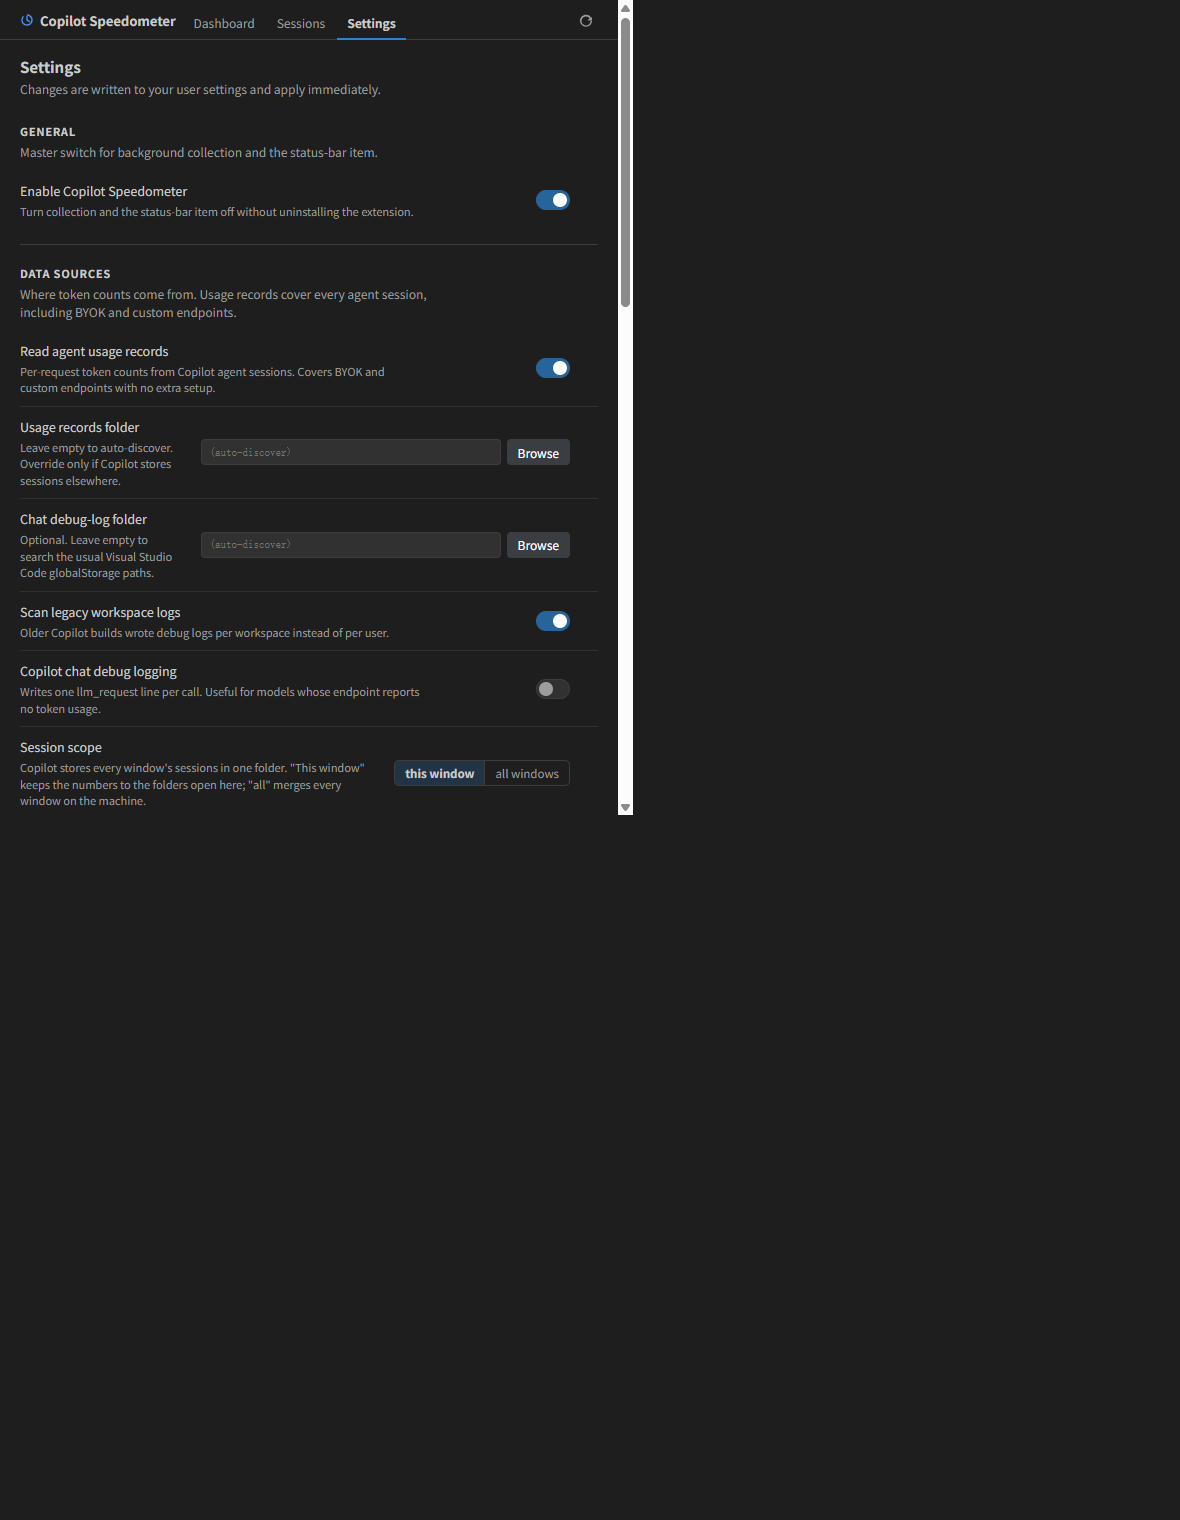 Copilot Speedometer Dashboard Sessions Settings
Settings
Changes are written to your user settings and apply immediately.
GENERAL
Master switch for background collection and the status-bar item.
Enable Copilot Speedometer
Turn collection and the status-bar item off without uninstalling the extension.
DATA SOURCES
Where token counts come from. Usage records cover every agent session,
including BYOK and custom endpoints.
Read agent usage records
Per-request token counts from Copilot agent sessions. Covers BYOK and
custom endpoints with no extra setup.
Usage records folder
Leave empty to auto-discover.
Override only if Copilot stores
sessions elsewhere.
(auto-discover) Browse
Chat debug-log folder
Optional. Leave empty to
search the usual Visual Studio
Code globalStorage paths.
(auto-discover) Browse
Scan legacy workspace logs
Older Copilot builds wrote debug logs per workspace instead of per user.
Copilot chat debug logging
Writes one llm_request line per call. Useful for models whose endpoint reports
no token usage.
Session scope
Copilot stores every window's sessions in one folder. "This window"
keeps the numbers to the folders open here; "all" merges every
window on the machine.
this window all windows